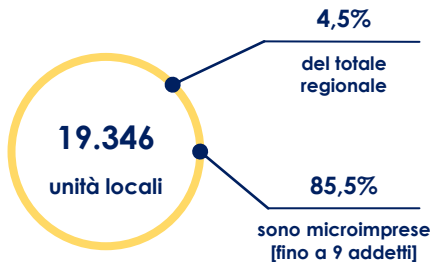 4,5%
del totale
regionale
19.346
unità locali
85,5%
sono microimprese
[fino a 9 addetti]